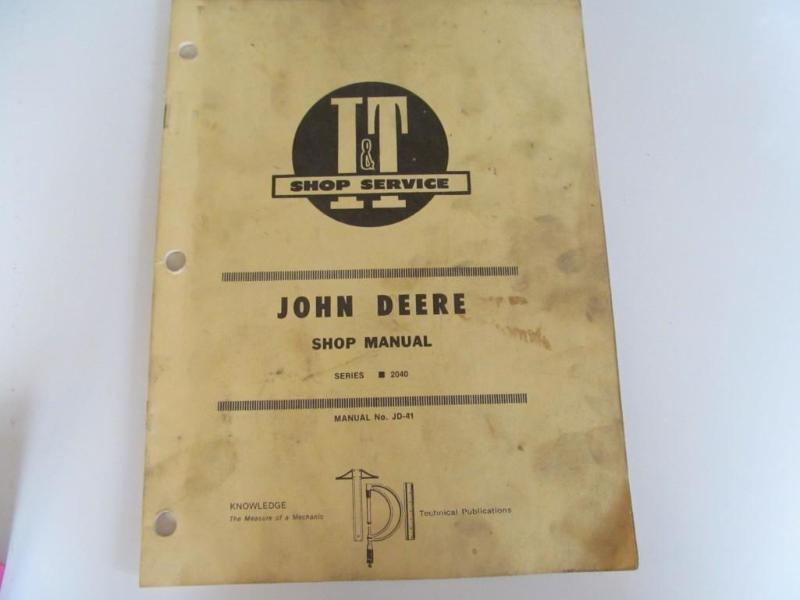 I&T
SHOP SERVICE
JOHN DEERE
SHOP MANUAL
SERIES ■ 2040
MANUAL No. JD-41
KNOWLEDGE
The Measure of a Mechanic
TPI
Technical Publications